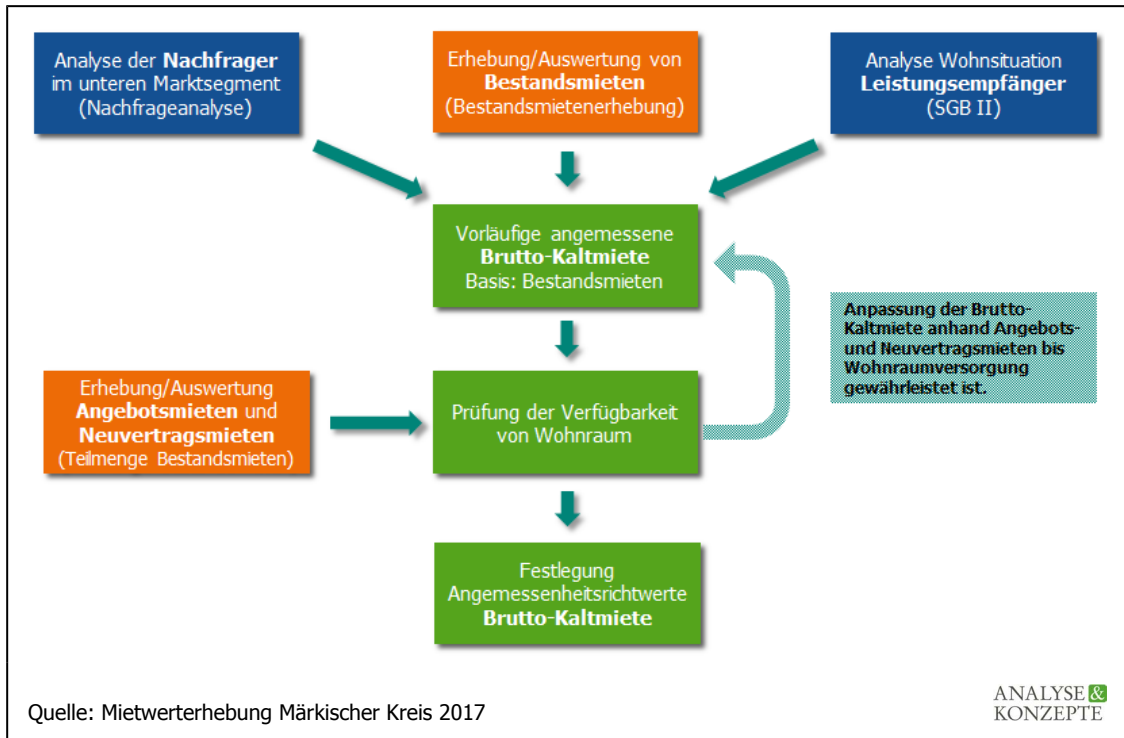 Analyse der Nachfrager
im unteren Marktsegment
(Nachfrageanalyse)
Erhebung/Auswertung von
Bestandsmieten
(Bestandsmietenerhebung)
Analyse Wohnsituation
Leistungsempfänger
(SGB II)
Vorläufige angemessene
Brutto-Kaltmiete
Basis: Bestandsmieten
Anpassung der Brutto-
Kaltmiete anhand Angebots-
und Neuvertragsmieten bis
Wohnraumversorgung
gewährleistet ist.
Erhebung/Auswertung
Angebotsmieten und
Neuvertragsmieten
(Teilmenge Bestandsmieten)
Prüfung der Verfügbarkeit
von Wohnraum
Festlegung
Angemessenheitsrichtwerte
Brutto-Kaltmiete
Quelle: Mietwerterhebung Märkischer Kreis 2017
ANALYSE &
KONZEPTE